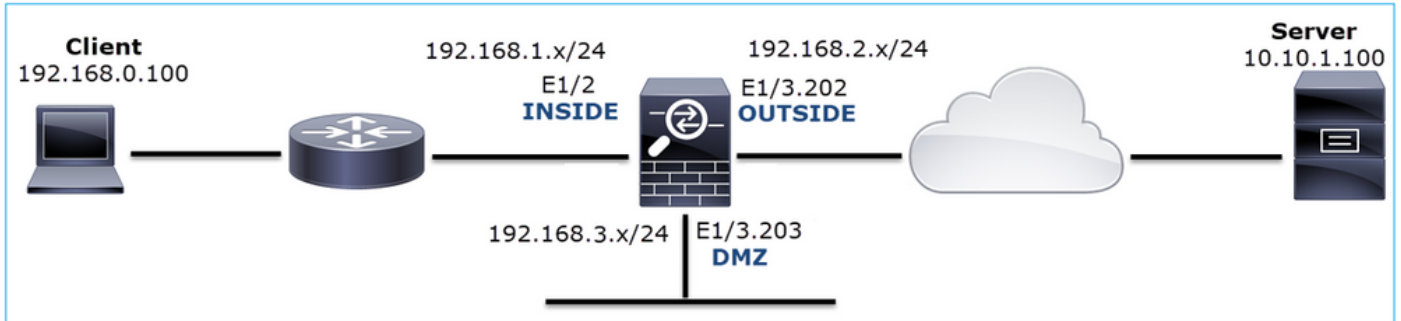 Client
192.168.0.100
192.168.1.x/24
E1/2
INSIDE
192.168.2.x/24
E1/3.202
OUTSIDE
Server
10.10.1.100
192.168.3.x/24
E1/3.203
DMZ